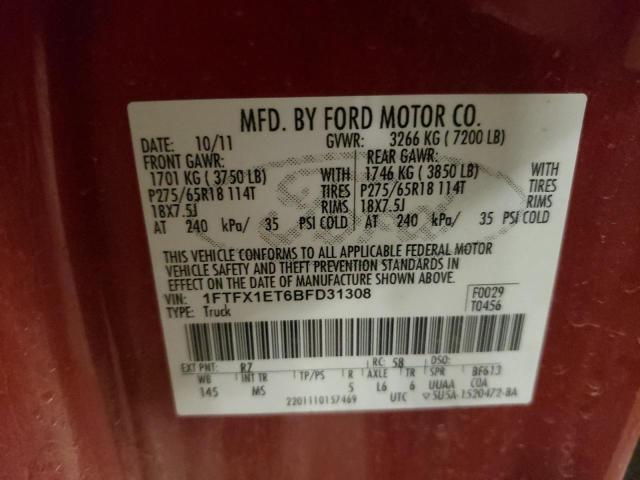 MFD. BY FORD MOTOR CO.
DATE: 10/11 GVWR: 3266 KG ( 7200 LB)
FRONT GAWR: REAR GAWR:
1701 KG ( 3750 LB) WITH 1746 KG ( 3850 LB) WITH
P275/65R18 114T TIRES P275/65R18 114T TIRES
18X7.5J RIMS 18X7.5J RIMS
AT 240 kPa/ 35 PSI COLD AT 240 kPa/ 35 PSI COLD
THIS VEHICLE CONFORMS TO ALL APPLICABLE FEDERAL MOTOR
VEHICLE SAFETY AND THEFT PREVENTION STANDARDS IN
EFFECT ON THE DATE OF MANUFACTURE SHOWN ABOVE.
VIN: 1FTFX1ET6BFD31308 F0029
TYPE: Truck T0456
EXT PNT: R7 RC: 58 DSO:
WB INT TR TP/PS R AXLE TR SPR BF613
145 MS 5 L6 6 UUAA C0A
2201110157469 UTC ▽SU5A-1520472-BA